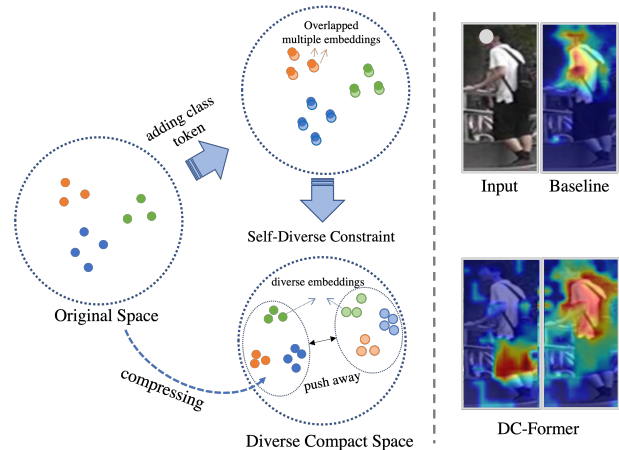 Overlapped
multiple embeddings
adding class
token
Input
Baseline
Self-Diverse Constraint
Original Space
diverse embeddings
push away
compressing
Diverse Compact Space
DC-Former